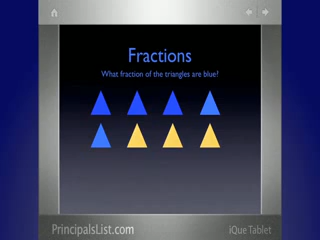 Fractions
What fraction of the triangles are blue?
PrincipalsList.com
iQue Tablet